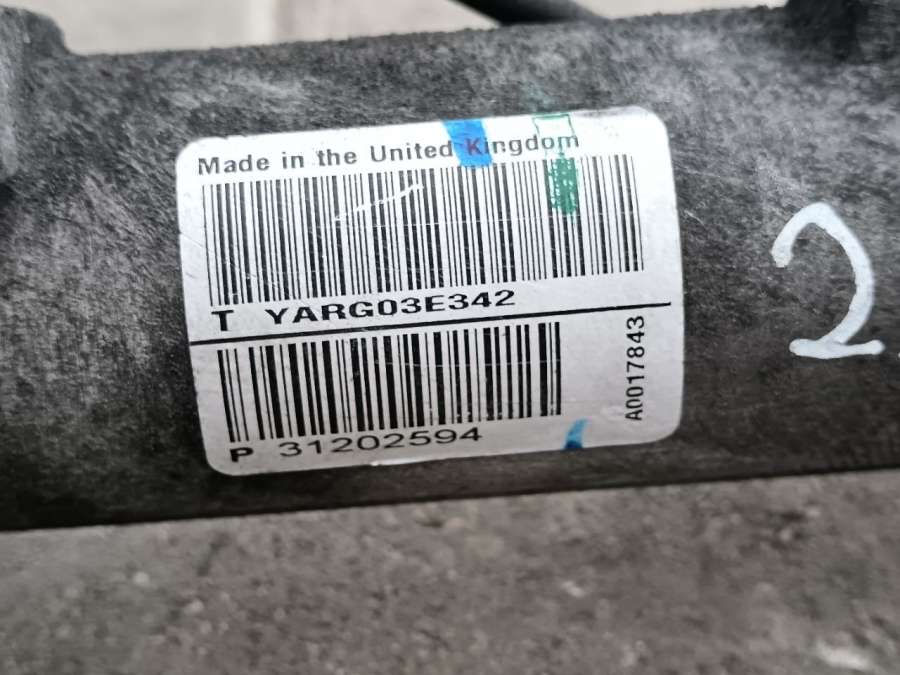 Made in the United Kingdom
T YARG03E342
A0017843
P 31202594
2